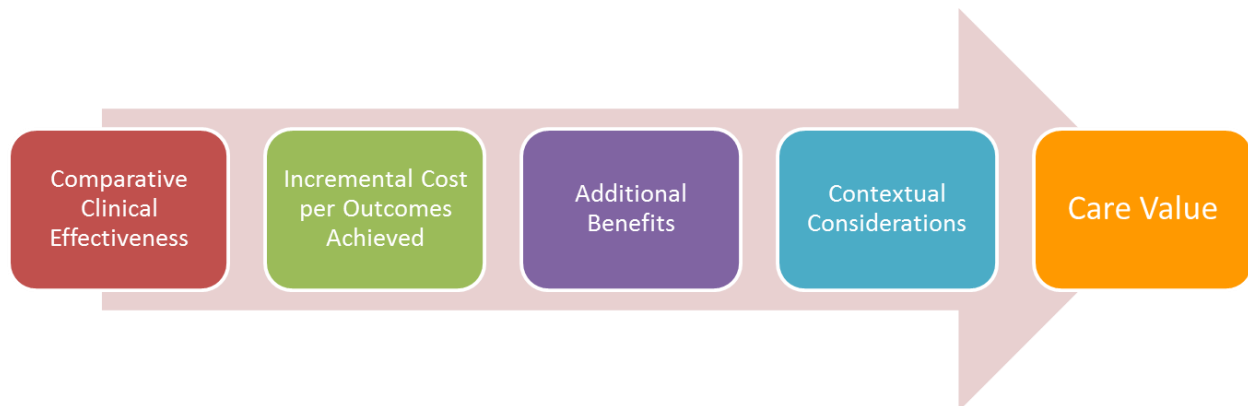 Comparative
Clinical
Effectiveness
Incremental Cost
per Outcomes
Achieved
Additional
Benefits
Contextual
Considerations
Care Value